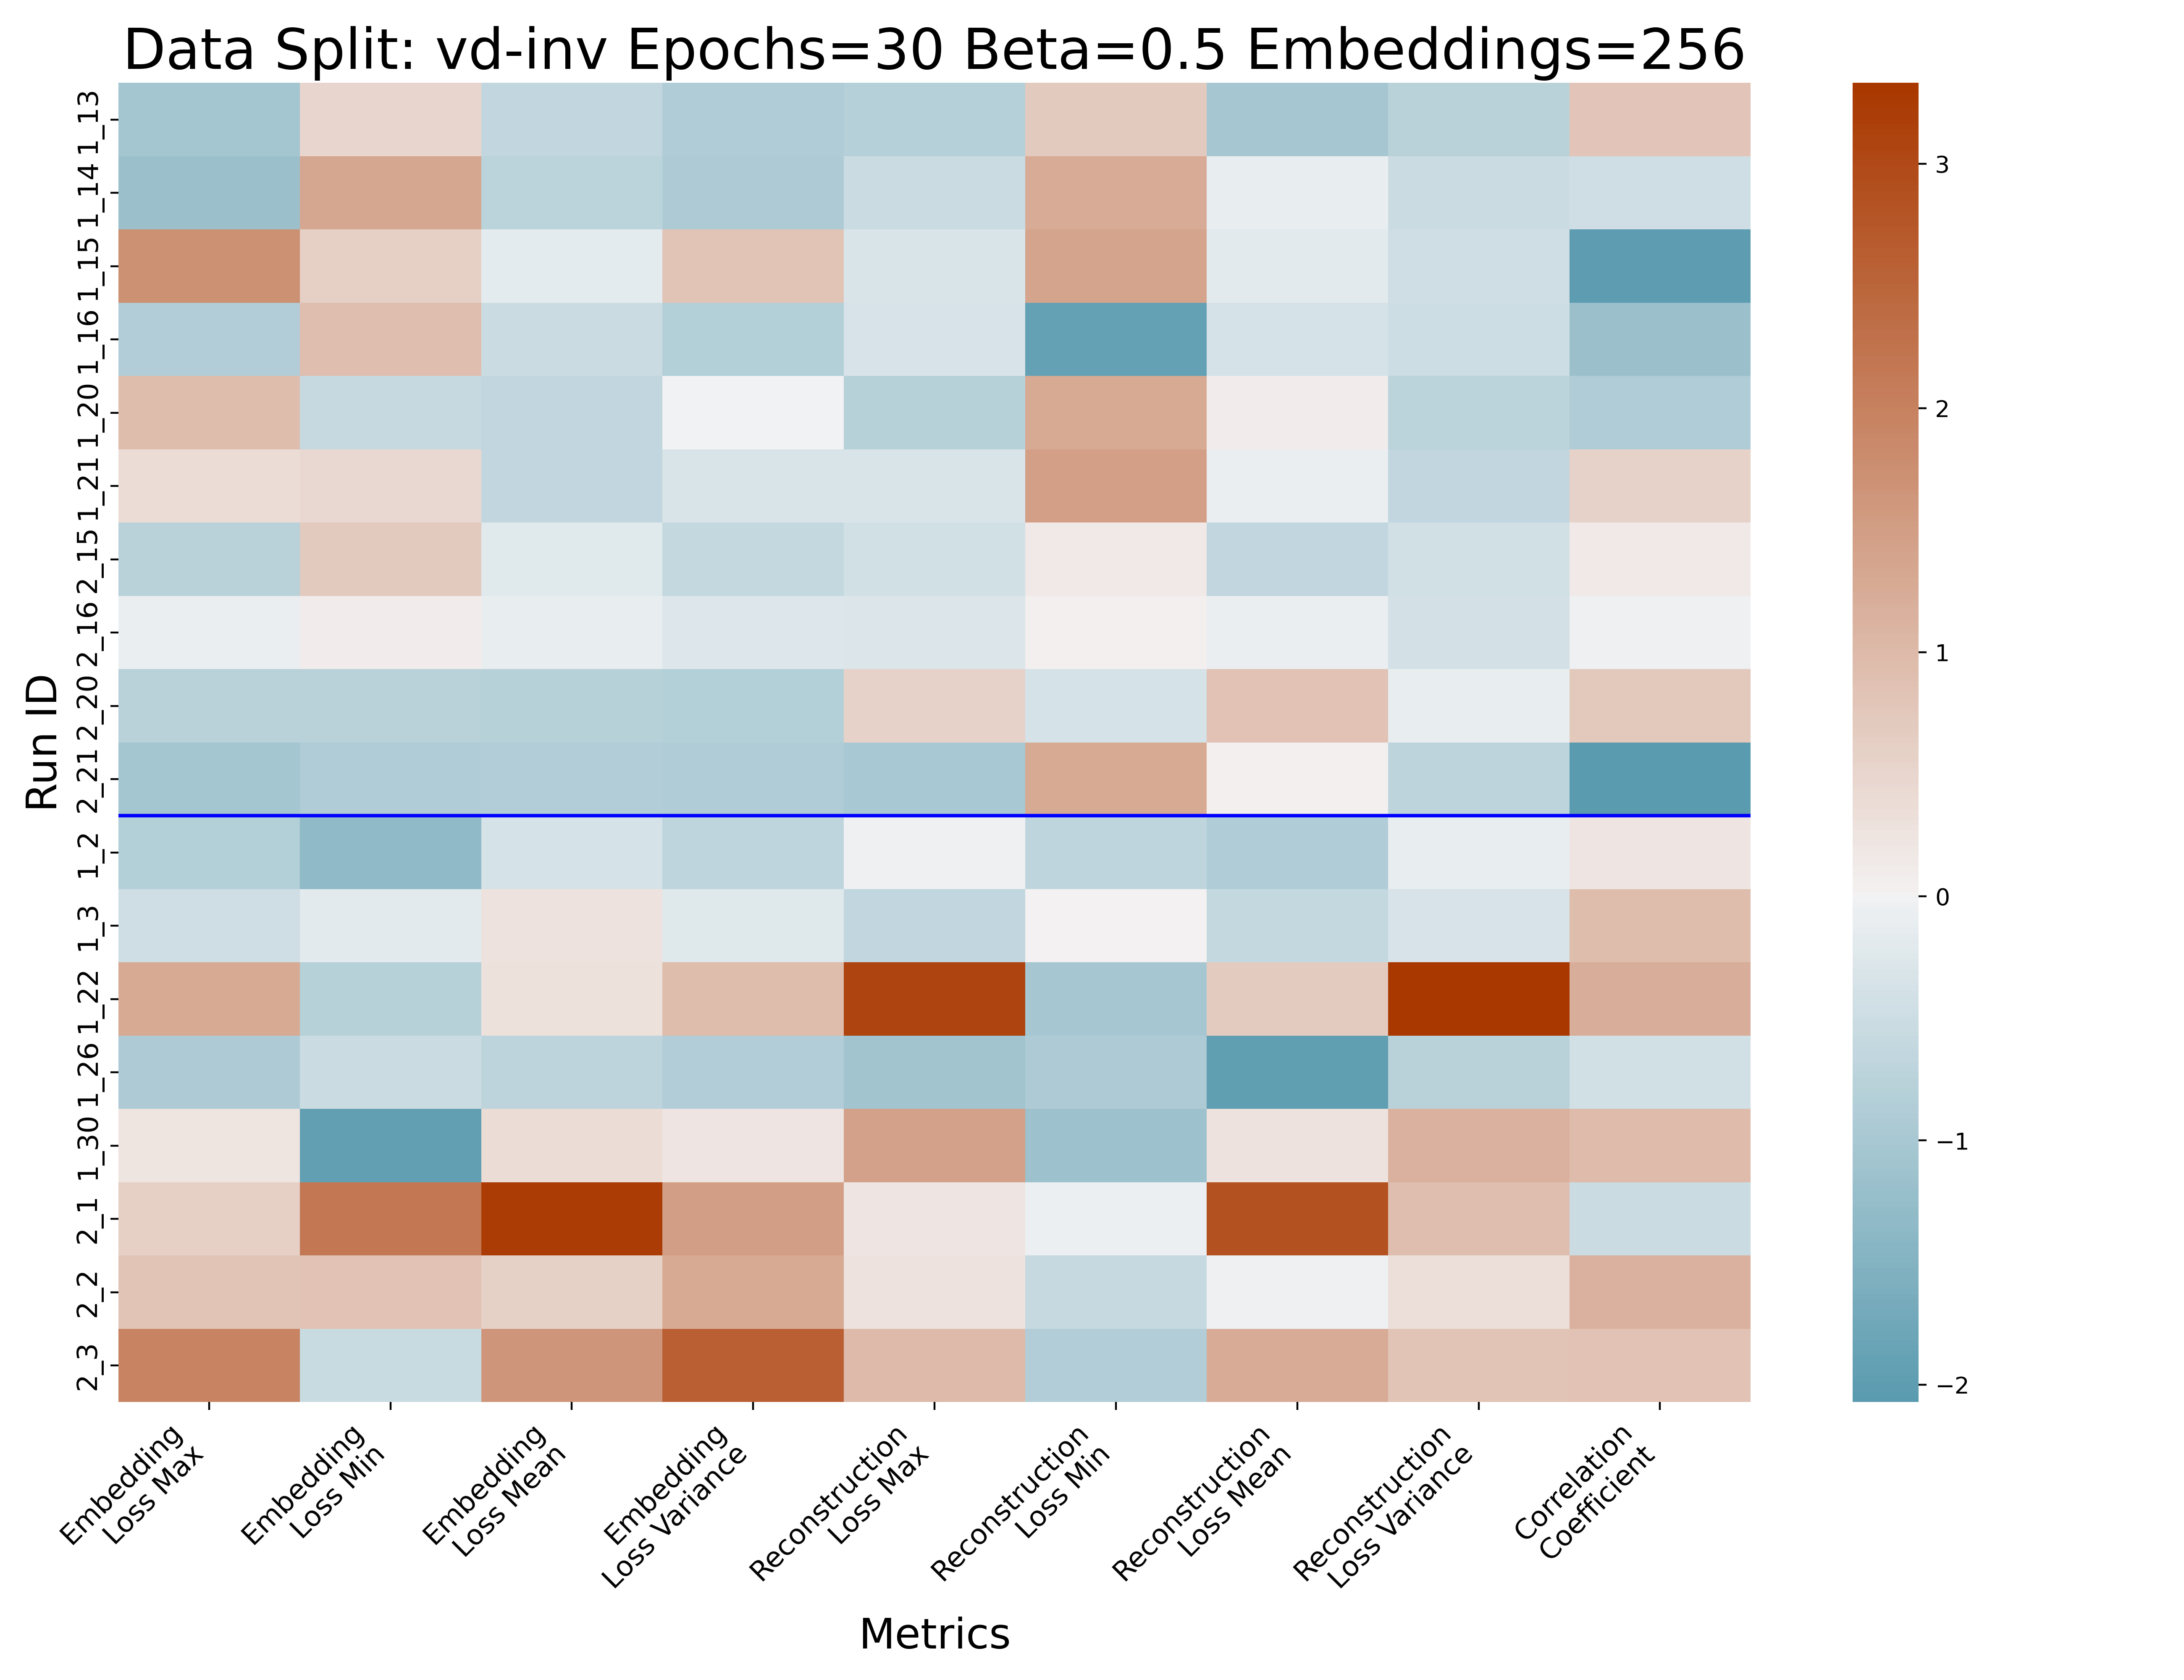 Data Split: vd-inv Epochs=30 Beta=0.5 Embeddings=256
Run ID
1_13
1_14
1_15
1_16
1_20
1_21
2_15
2_16
2_20
2_21
1_2
1_3
1_22
1_26
1_30
2_1
2_2
2_3
Embedding
Loss Max
Embedding
Loss Min
Embedding
Loss Mean
Embedding
Loss Variance
Reconstruction
Loss Max
Reconstruction
Loss Min
Reconstruction
Loss Mean
Reconstruction
Loss Variance
Correlation
Coefficient
Metrics
3
2
1
0
−1
−2